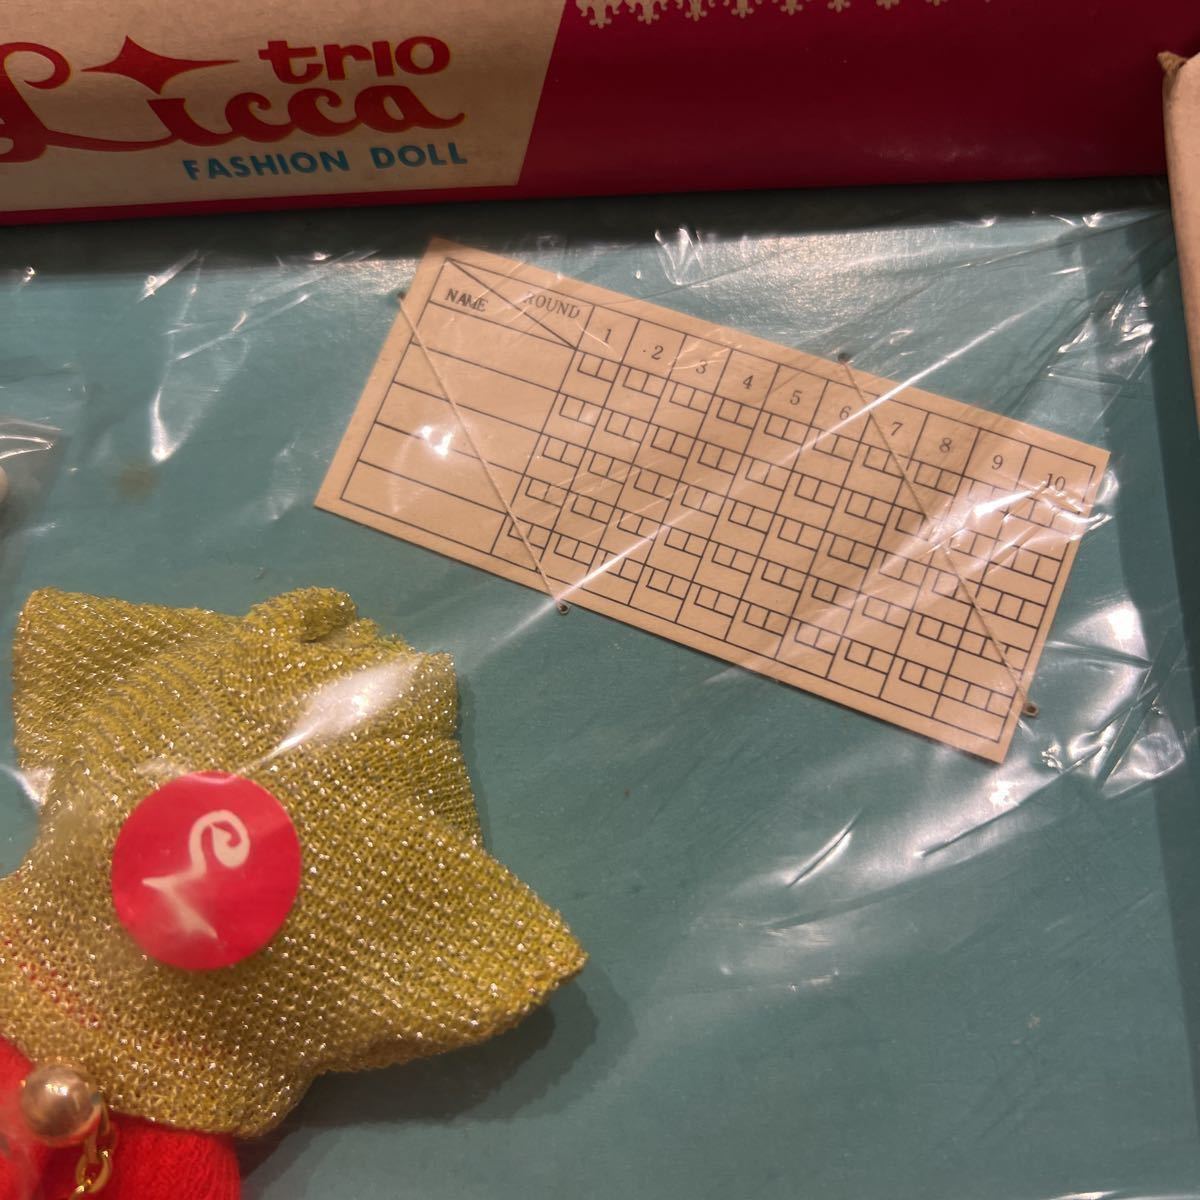 trio
Licca
FASHION DOLL
NAME ROUND 1 2 3 4 5 6 7 8 9 10
L